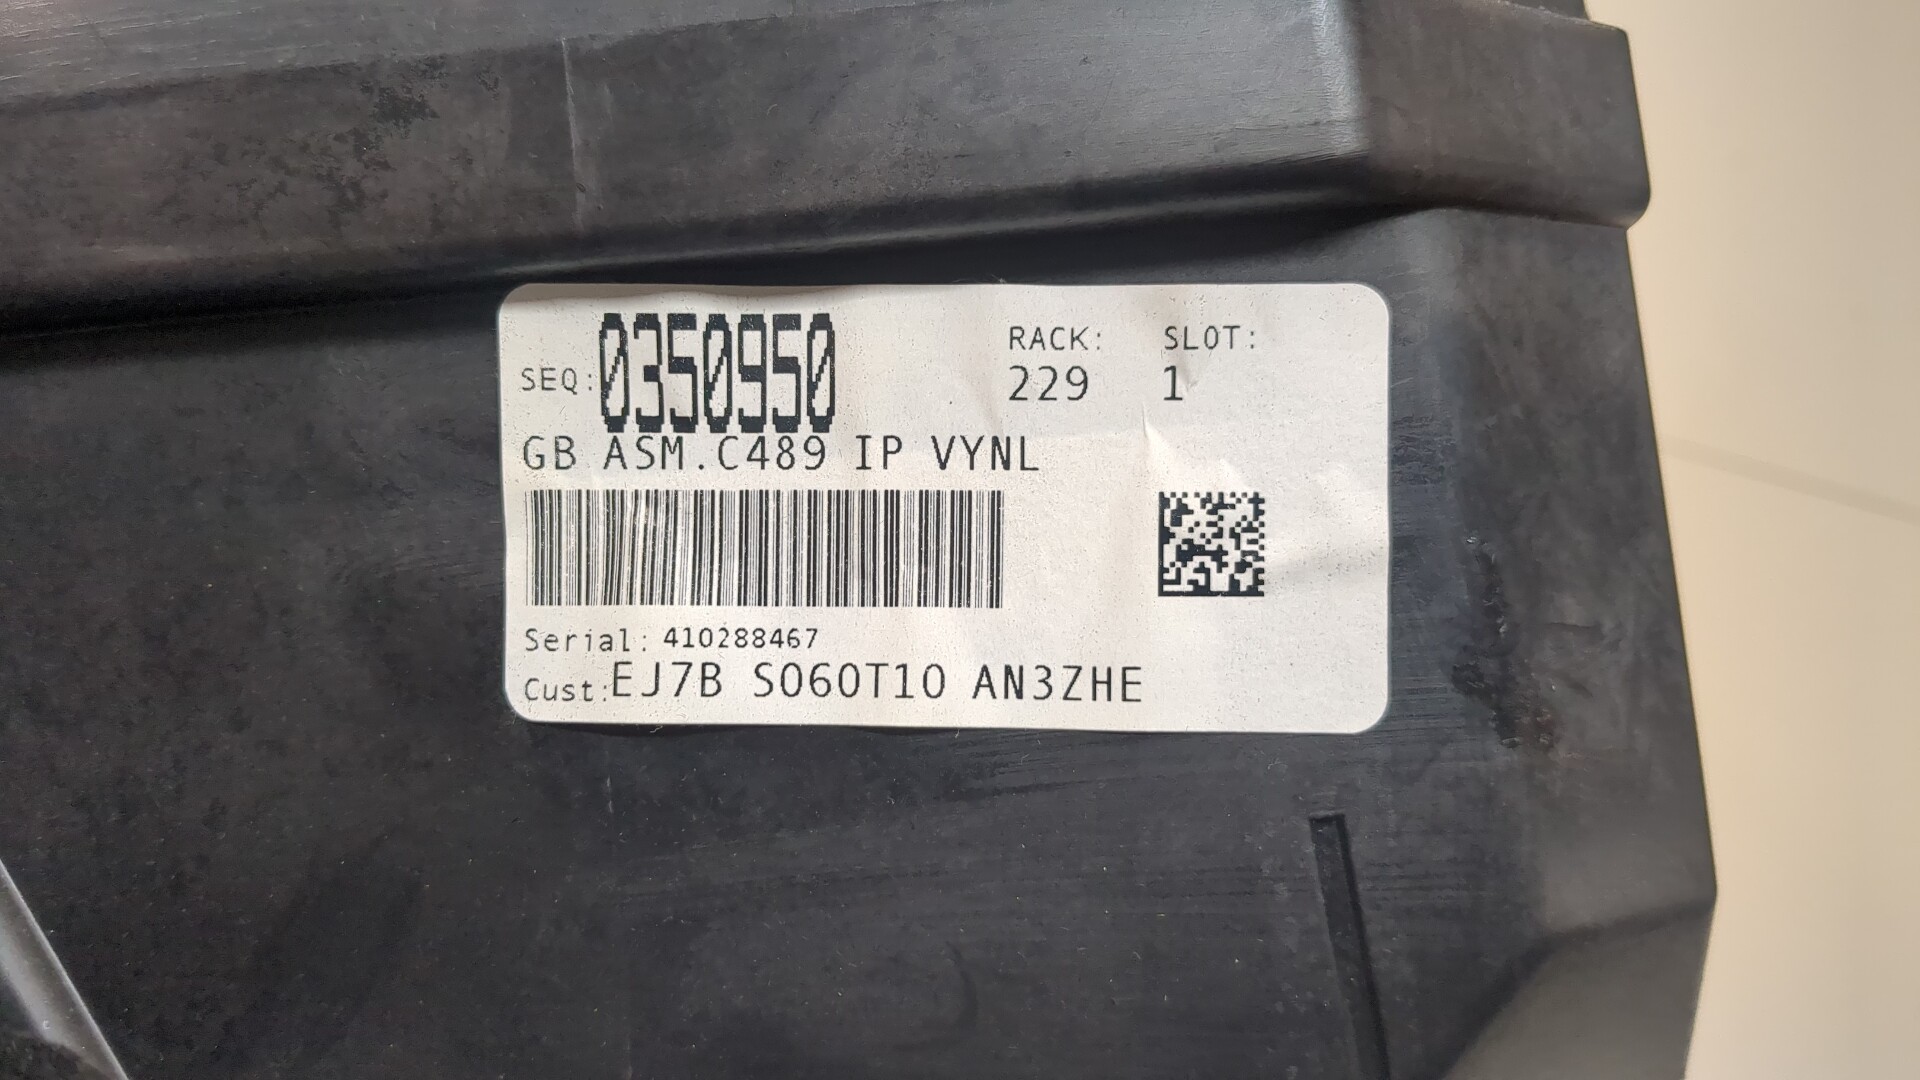 SEQ: 0350950 RACK: SLOT:
229 1
GB ASM.C489 IP VYNL
Serial: 410288467
Cust: EJ7B S060T10 AN3ZHE